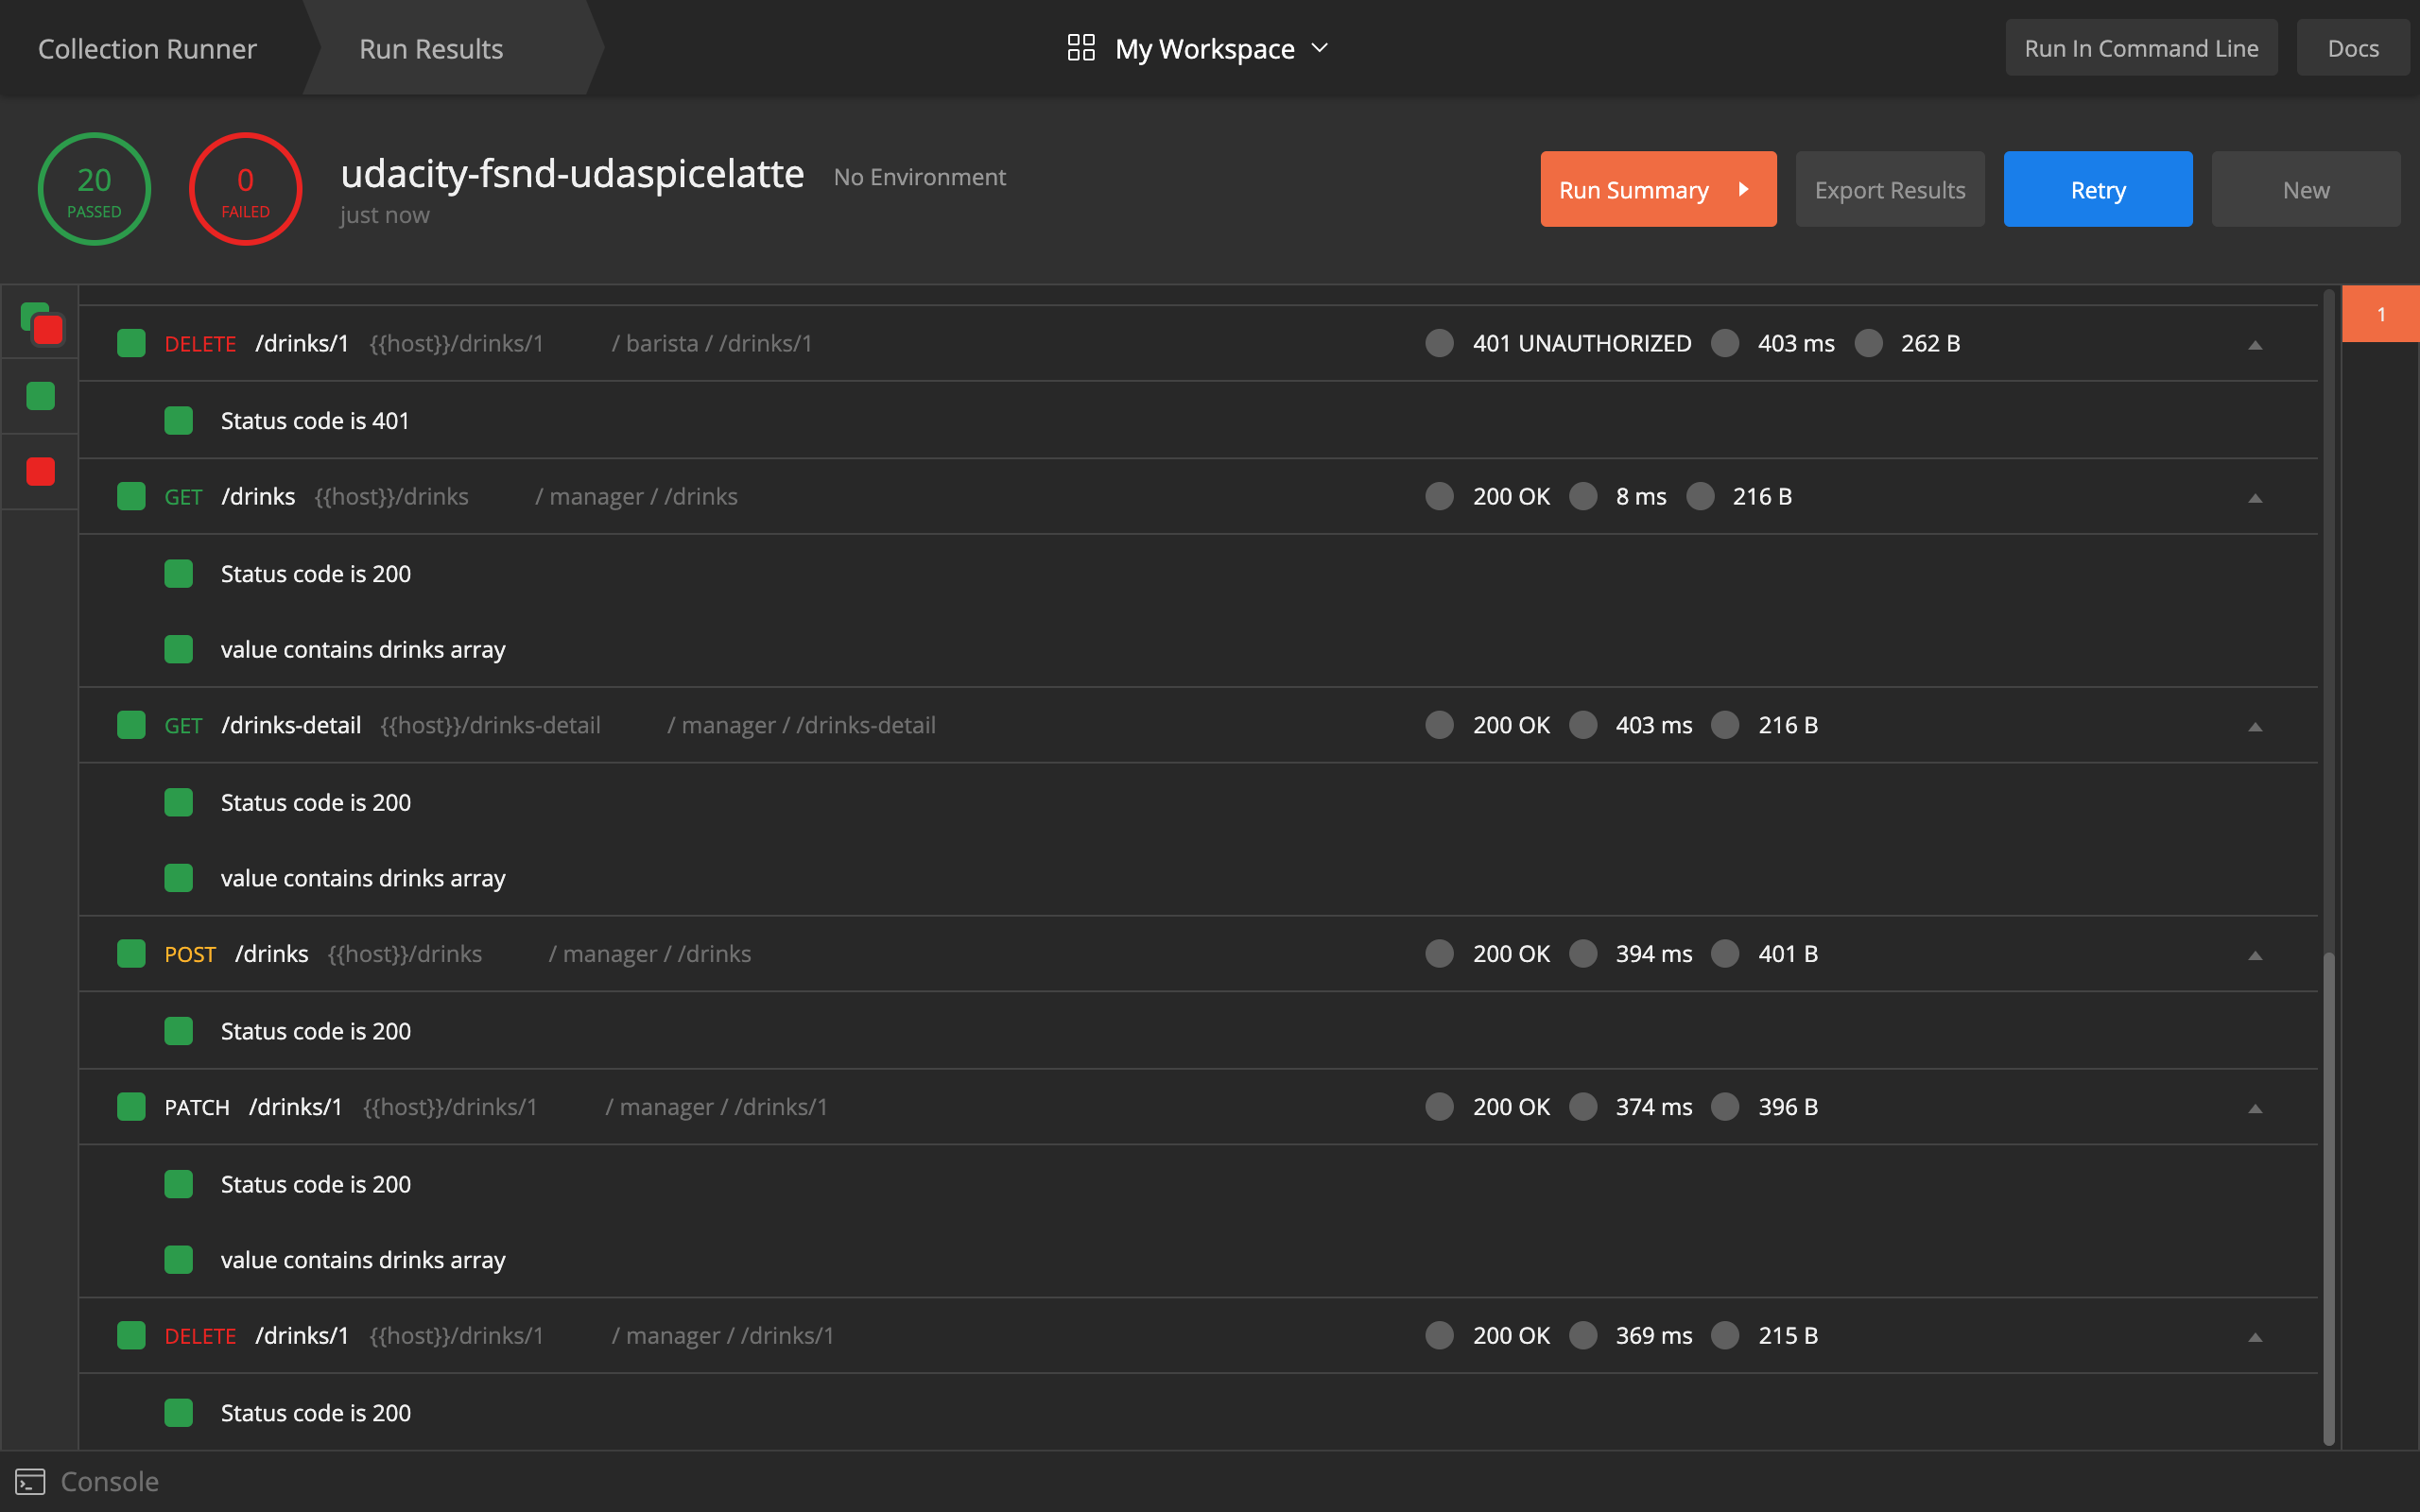 Collection Runner Run Results My Workspace Run In Command Line Docs
20 PASSED
0 FAILED
udacity-fsnd-udaspicelatte No Environment
just now
Run Summary Export Results Retry New
1
DELETE /drinks/1 {{host}}/drinks/1 / barista / /drinks/1 401 UNAUTHORIZED 403 ms 262 B
Status code is 401
GET /drinks {{host}}/drinks / manager / /drinks 200 OK 8 ms 216 B
Status code is 200
value contains drinks array
GET /drinks-detail {{host}}/drinks-detail / manager / /drinks-detail 200 OK 403 ms 216 B
Status code is 200
value contains drinks array
POST /drinks {{host}}/drinks / manager / /drinks 200 OK 394 ms 401 B
Status code is 200
PATCH /drinks/1 {{host}}/drinks/1 / manager / /drinks/1 200 OK 374 ms 396 B
Status code is 200
value contains drinks array
DELETE /drinks/1 {{host}}/drinks/1 / manager / /drinks/1 200 OK 369 ms 215 B
Status code is 200
Console